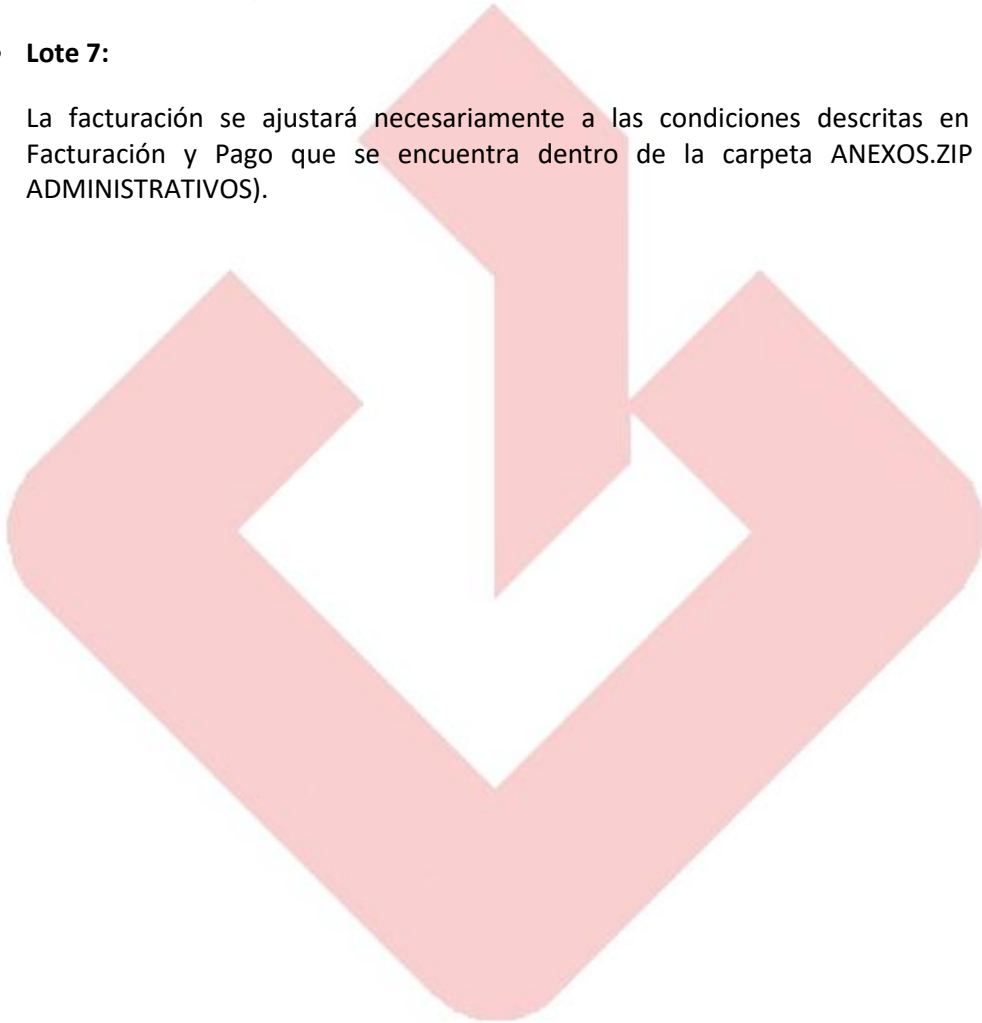 • Lote 7:
La facturación se ajustará necesariamente a las condiciones descritas en
Facturación y Pago que se encuentra dentro de la carpeta ANEXOS.ZIP
ADMINISTRATIVOS).